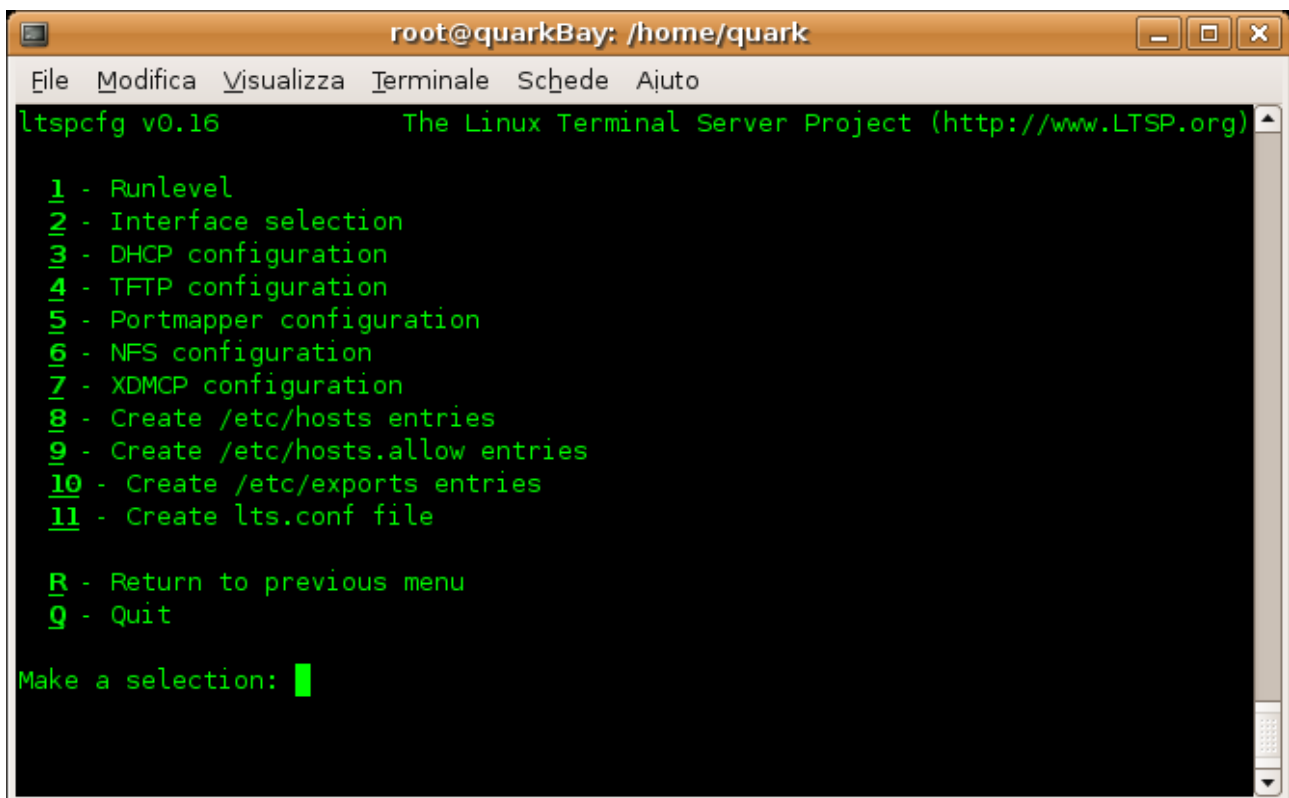 root@quarkBay: /home/quark
File Modifica Visualizza Terminale Schede Aiuto
ltspcfg v0.16 The Linux Terminal Server Project (http://www.LTSP.org)
1 - Runlevel
2 - Interface selection
3 - DHCP configuration
4 - TFTP configuration
5 - Portmapper configuration
6 - NFS configuration
7 - XDMCP configuration
8 - Create /etc/hosts entries
9 - Create /etc/hosts.allow entries
10 - Create /etc/exports entries
11 - Create lts.conf file
R - Return to previous menu
Q - Quit
Make a selection: